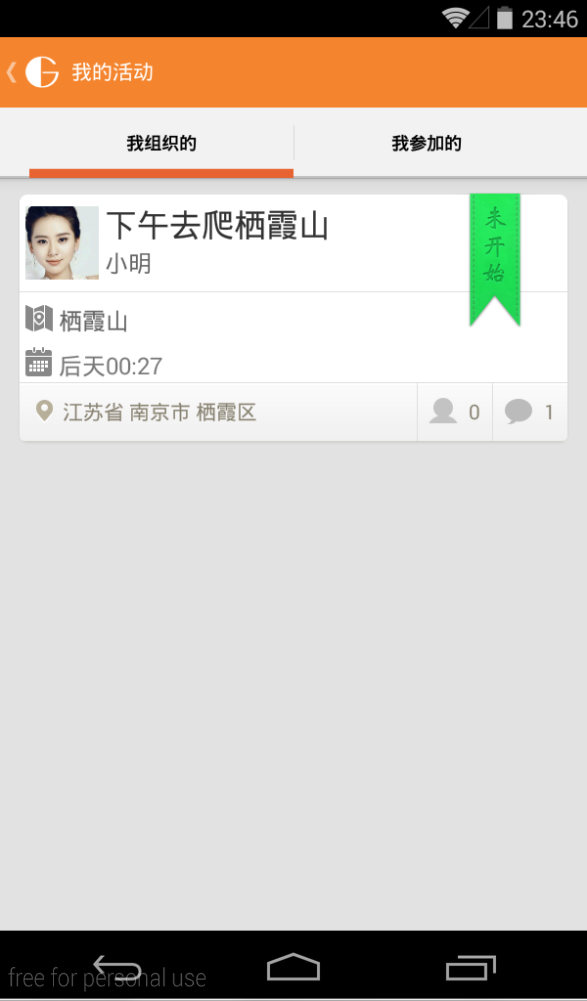 23:46
我的活动
我组织的
我参加的
下午去爬栖霞山
小明
未开始
栖霞山
后天00:27
江苏省 南京市 栖霞区
0
1
free for personal use